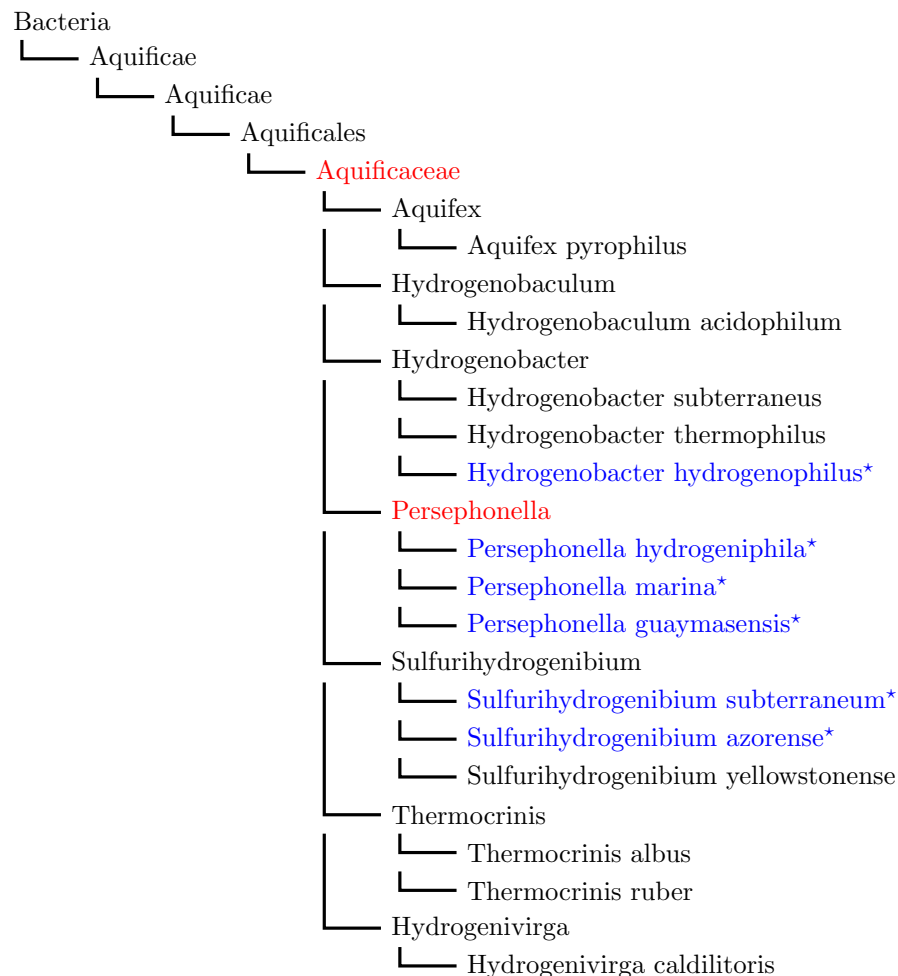 Bacteria
Aquificae
Aquificae
Aquificales
Aquificaceae
Aquifex
Aquifex pyrophilus
Hydrogenobaculum
Hydrogenobaculum acidophilum
Hydrogenobacter
Hydrogenobacter subterraneus
Hydrogenobacter thermophilus
Hydrogenobacter hydrogenophilus⋆
Persephonella
Persephonella hydrogeniphila⋆
Persephonella marina⋆
Persephonella guaymasensis⋆
Sulfurihydrogenibium
Sulfurihydrogenibium subterraneum⋆
Sulfurihydrogenibium azorense⋆
Sulfurihydrogenibium yellowstonense
Thermocrinis
Thermocrinis albus
Thermocrinis ruber
Hydrogenivirga
Hydrogenivirga caldilitoris